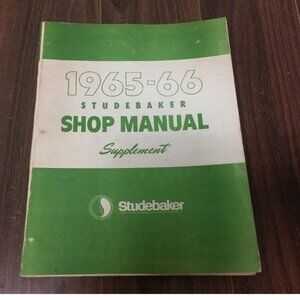 1965-66
STUDEBAKER
SHOP MANUAL
Supplement
Studebaker